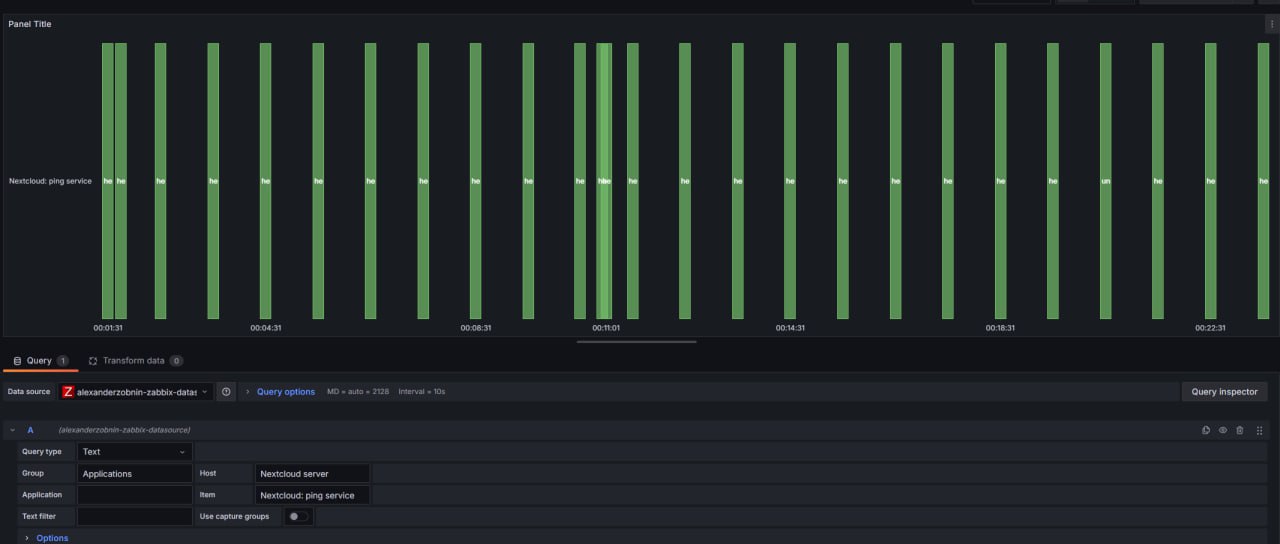 Panel Title
Nextcloud: ping service he he he he he he he he he he he he he he he he he he he he un he he he
00:01:31 00:04:31 00:08:31 00:11:01 00:14:31 00:18:31 00:22:31
Query 1 Transform data 0
Data source alexanderzobnin-zabbix-datas Query options MD = auto = 2128 Interval = 10s Query inspector
A (alexanderzobnin-zabbix-datasource)
Query type Text
Group Applications Host Nextcloud server
Application Item Nextcloud: ping service
Text filter Use capture groups
Options